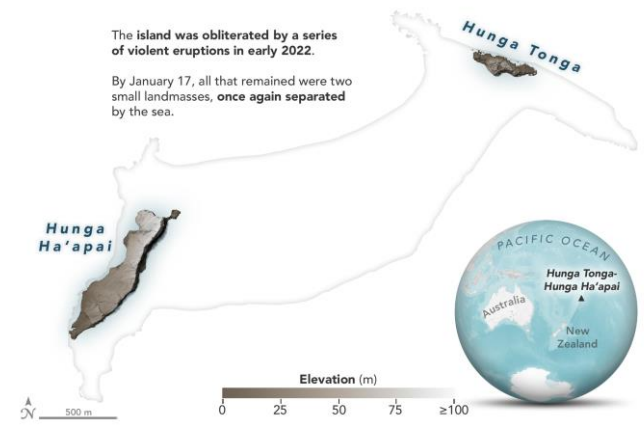 The island was obliterated by a series
of violent eruptions in early 2022.
By January 17, all that remained were two
small landmasses, once again separated
by the sea.
Hunga Tonga
Hunga
Ha'apai
PACIFIC OCEAN
Hunga Tonga-
Hunga Ha'apai
Australia
New
Zealand
Elevation (m)
0 25 50 75 ≥100
N 500 m